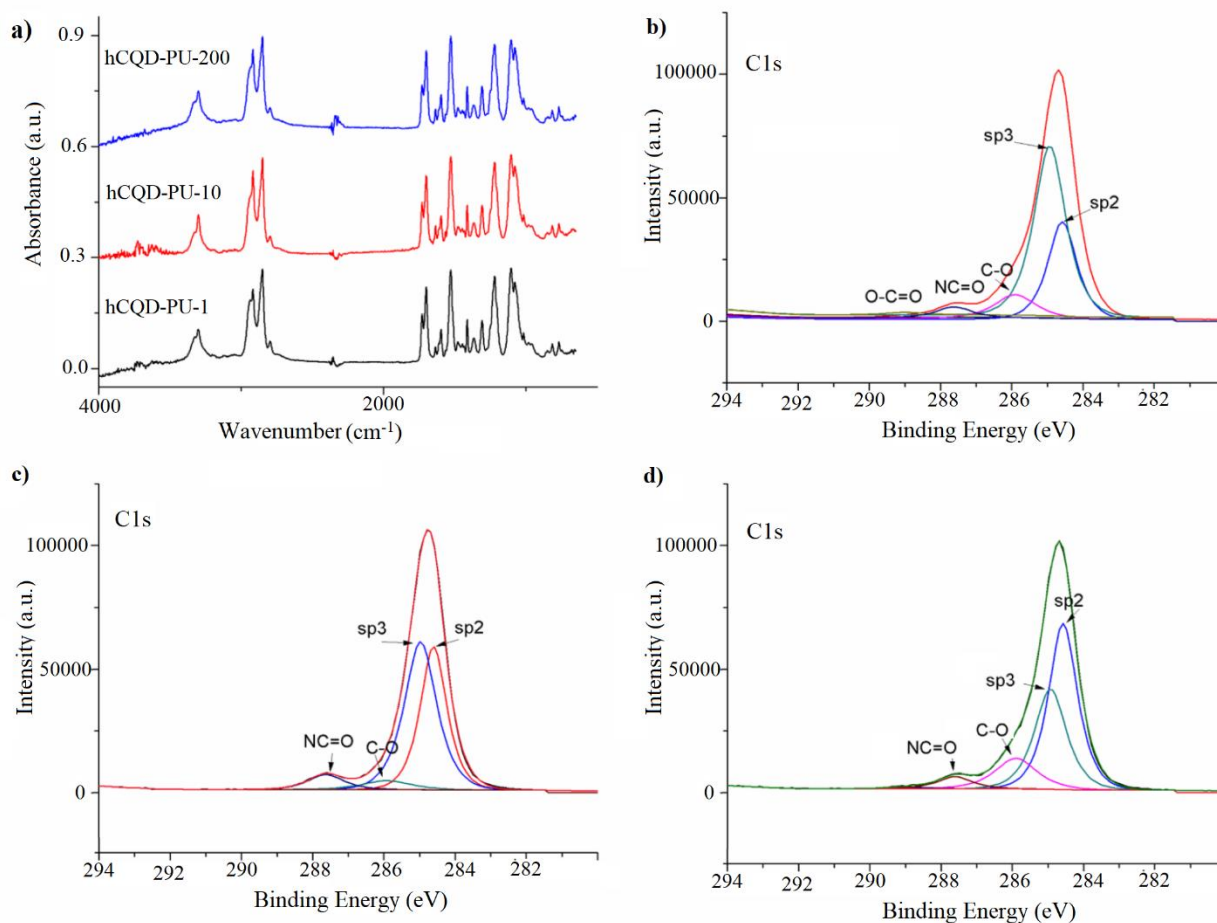 a)
0.9
hCQD-PU-200
0.6
hCQD-PU-10
0.3
hCQD-PU-1
0.0
Absorbance (a.u.)
4000 2000
Wavenumber (cm⁻¹)
b)
C1s
100000
50000
0
Intensity (a.u.)
sp3
sp2
C-O
NC=O
O-C=O
294 292 290 288 286 284 282
Binding Energy (eV)
c)
C1s
100000
50000
0
Intensity (a.u.)
sp3 sp2
NC=O C-O
294 292 290 288 286 284 282
Binding Energy (eV)
d)
C1s
100000
50000
0
Intensity (a.u.)
sp2
sp3
C-O
NC=O
294 292 290 288 286 284 282
Binding Energy (eV)